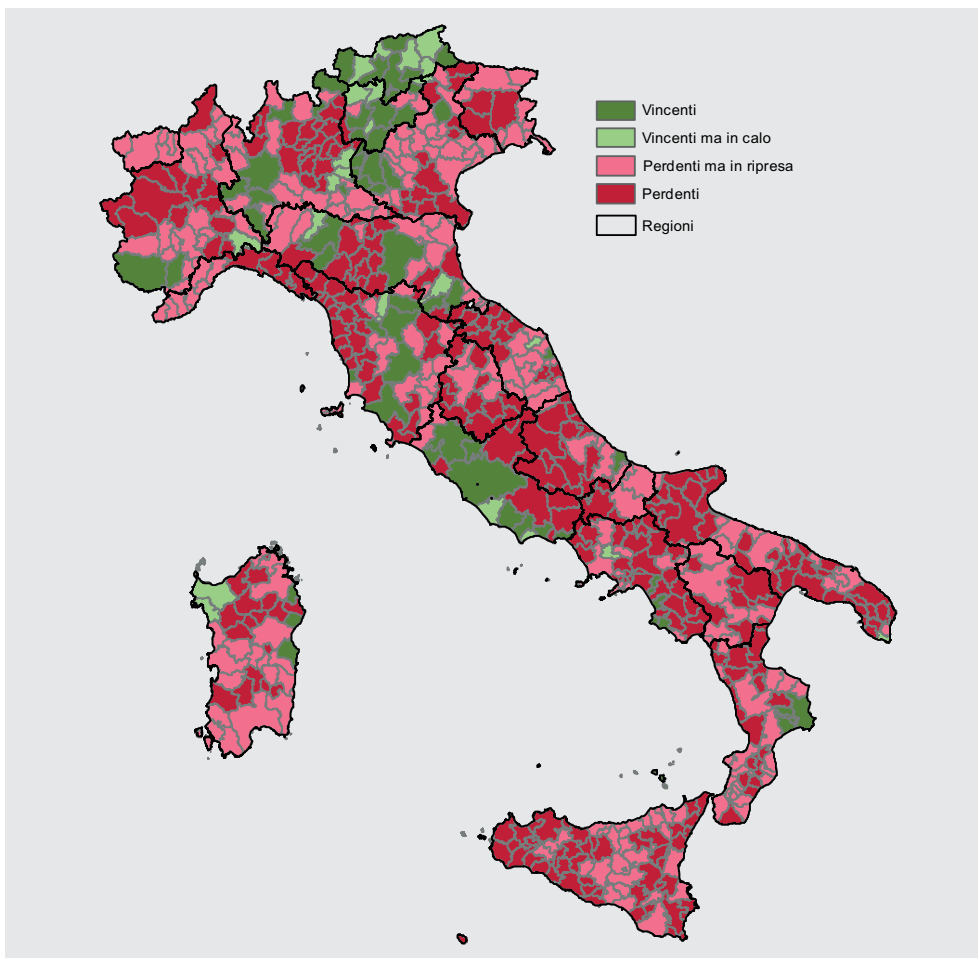 Vincenti
Vincenti ma in calo
Perdenti ma in ripresa
Perdenti
Regioni